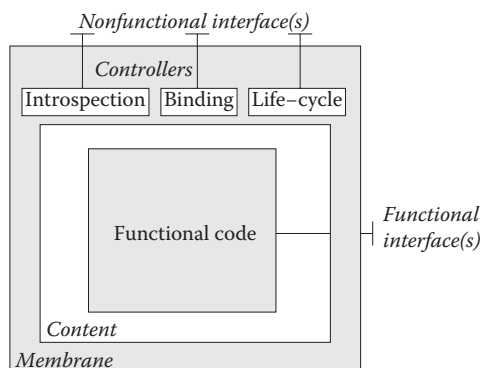 Nonfunctional interface(s)
Controllers
Introspection
Binding
Life–cycle
Functional code
Functional
interface(s)
Content
Membrane